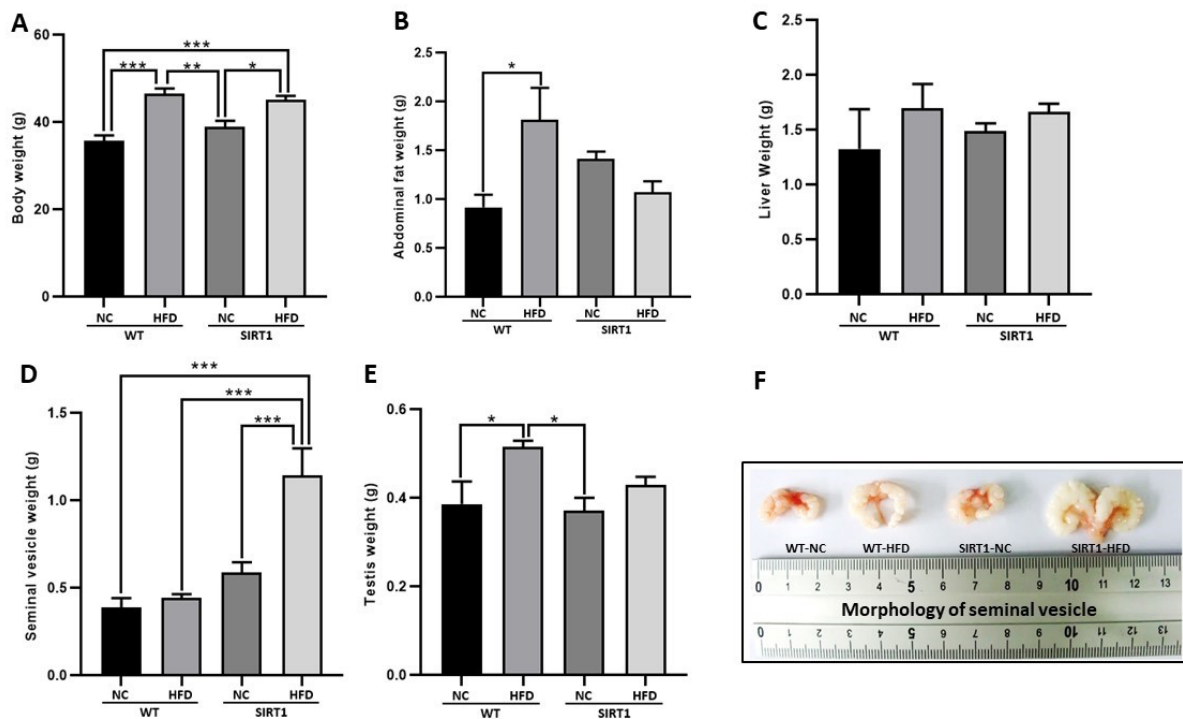 A
Body weight (g)
60
40
20
0
***
***
**
*
NC
HFD
NC
HFD
WT
SIRT1
B
Abdominal fat weight (g)
2.5
2.0
1.5
1.0
0.5
0.0
*
NC
HFD
NC
HFD
WT
SIRT1
C
Liver Weight (g)
2.5
2.0
1.5
1.0
0.5
0.0
NC
HFD
NC
HFD
WT
SIRT1
D
Seminal vesicle weight (g)
1.5
1.0
0.5
0.0
***
***
***
NC
HFD
NC
HFD
WT
SIRT1
E
Testis weight (g)
0.6
0.4
0.2
0.0
*
*
NC
HFD
NC
HFD
WT
SIRT1
F
WT-NC WT-HFD SIRT1-NC SIRT1-HFD
0 1 2 3 4 5 6 7 8 9 10 11 12 13
Morphology of seminal vesicle
0 1 2 3 4 5 6 7 8 9 10 11 12 13